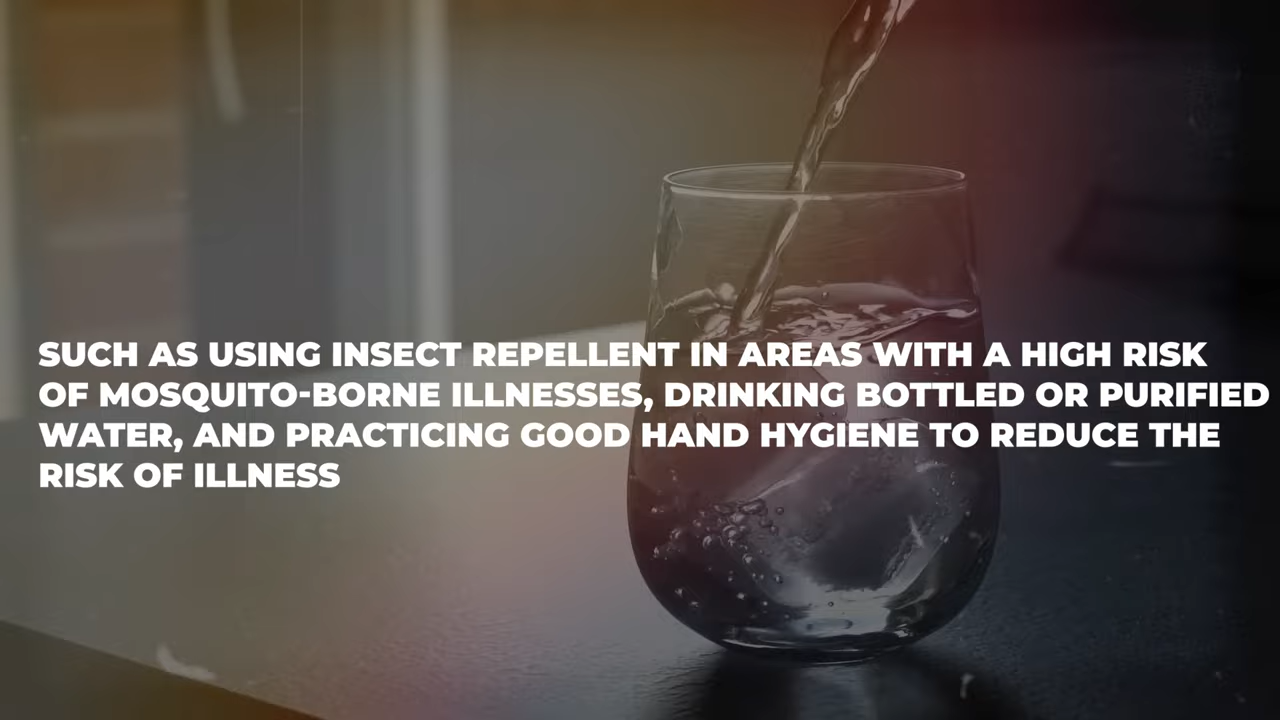 SUCH AS USING INSECT REPELLENT IN AREAS WITH A HIGH RISK
OF MOSQUITO-BORNE ILLNESSES, DRINKING BOTTLED OR PURIFIED
WATER, AND PRACTICING GOOD HAND HYGIENE TO REDUCE THE
RISK OF ILLNESS